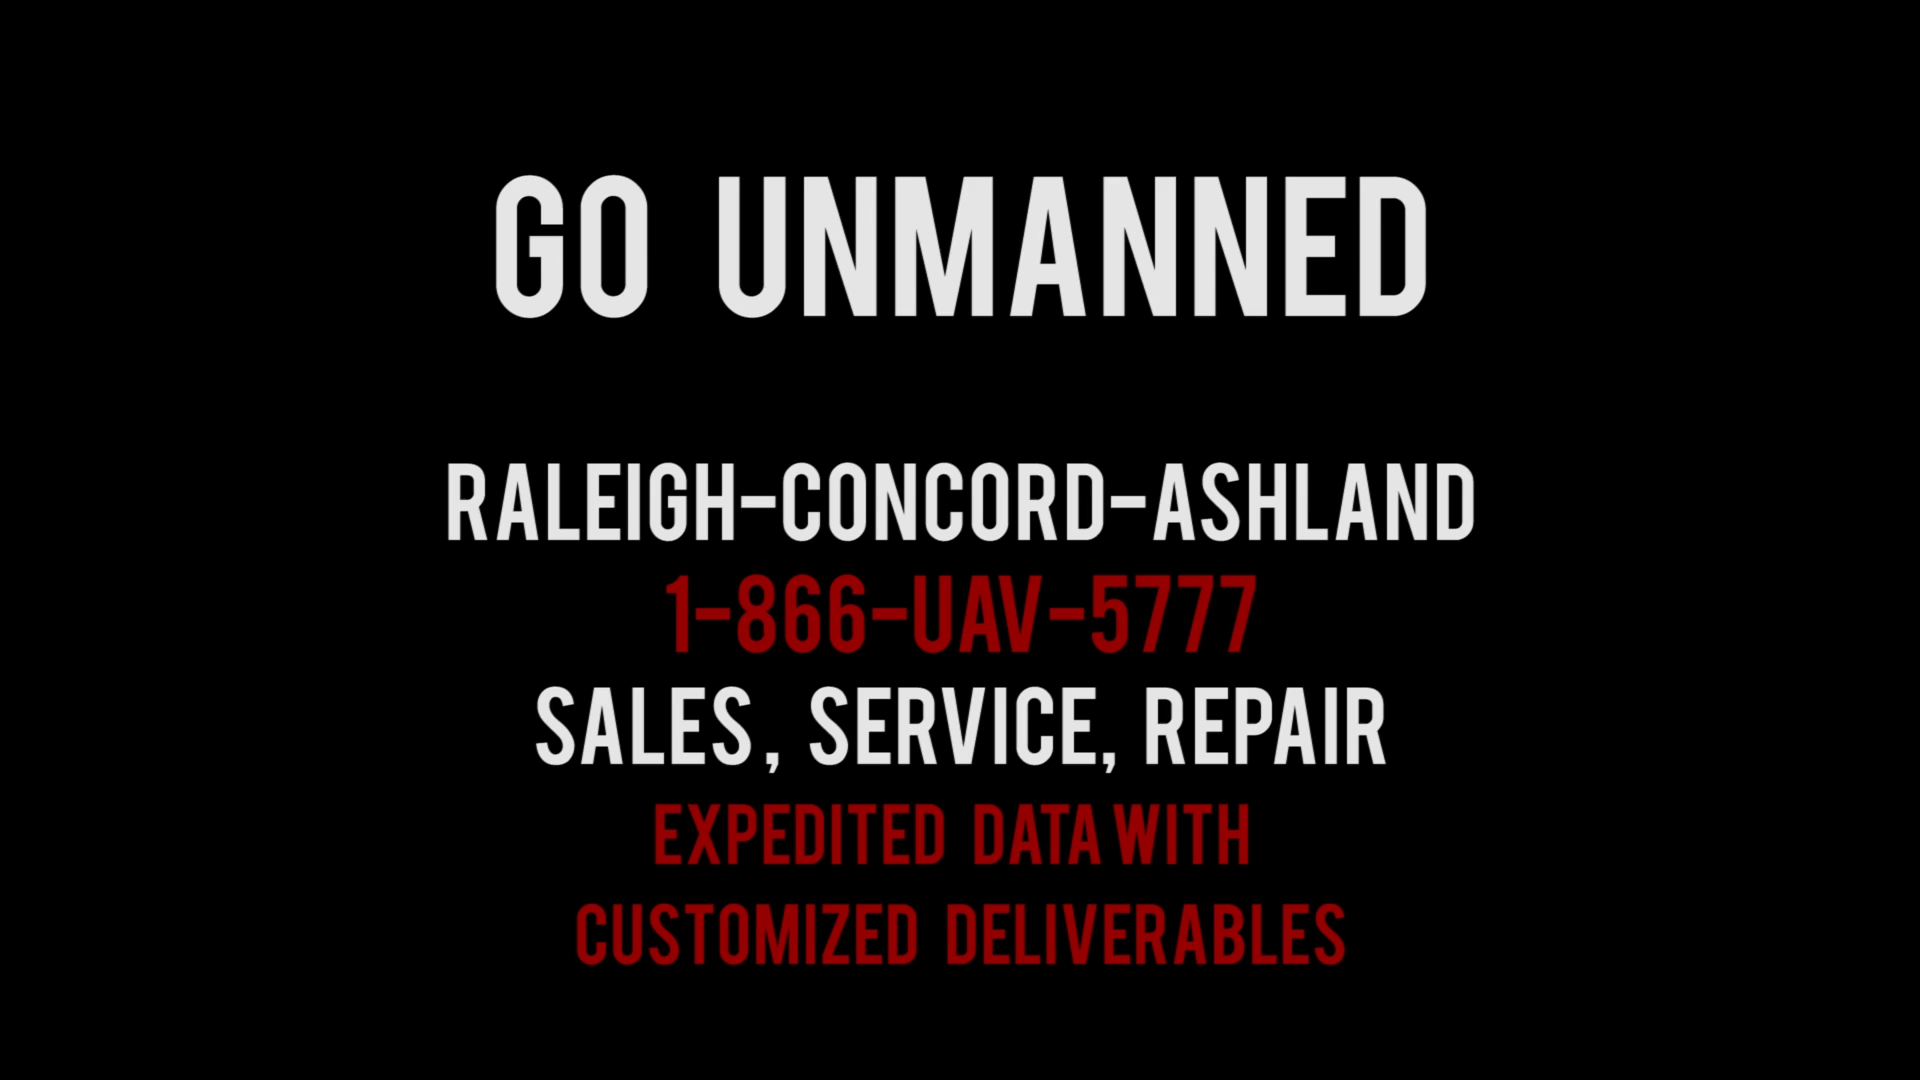 GO UNMANNED
RALEIGH-CONCORD-ASHLAND
1-866-UAV-5777
SALES, SERVICE, REPAIR
EXPEDITED DATA WITH
CUSTOMIZED DELIVERABLES